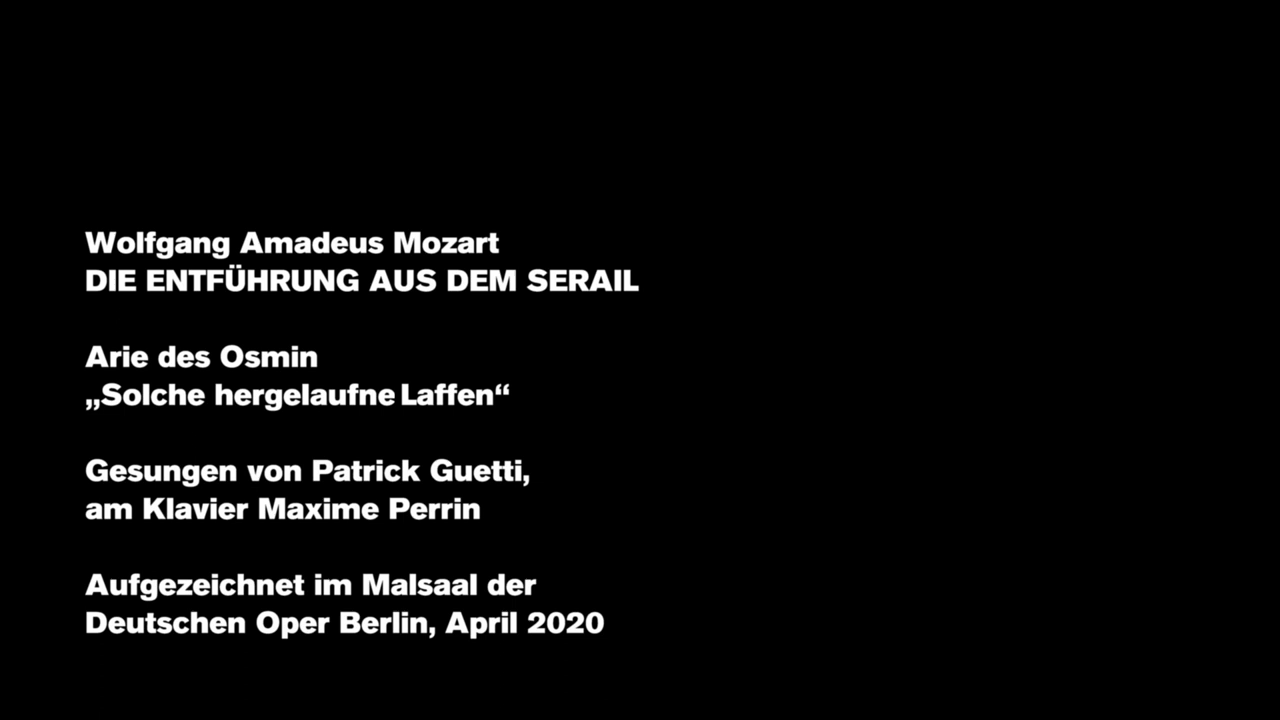 Wolfgang Amadeus Mozart
DIE ENTFÜHRUNG AUS DEM SERAIL
Arie des Osmin
„Solche hergelaufne Laffen“
Gesungen von Patrick Guetti,
am Klavier Maxime Perrin
Aufgezeichnet im Malsaal der
Deutschen Oper Berlin, April 2020